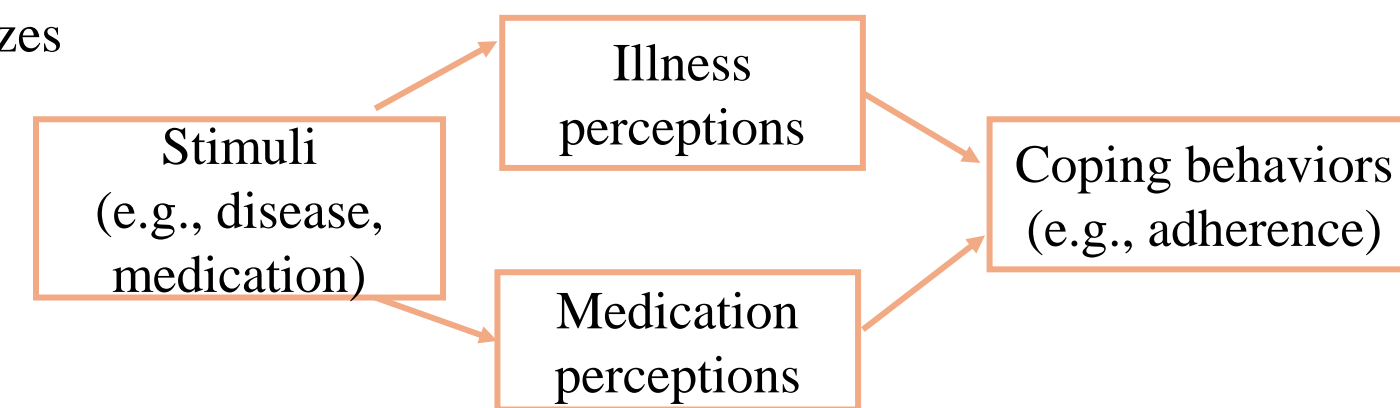 zes
Illness
perceptions
Stimuli
(e.g., disease,
medication)
Coping behaviors
(e.g., adherence)
Medication
perceptions